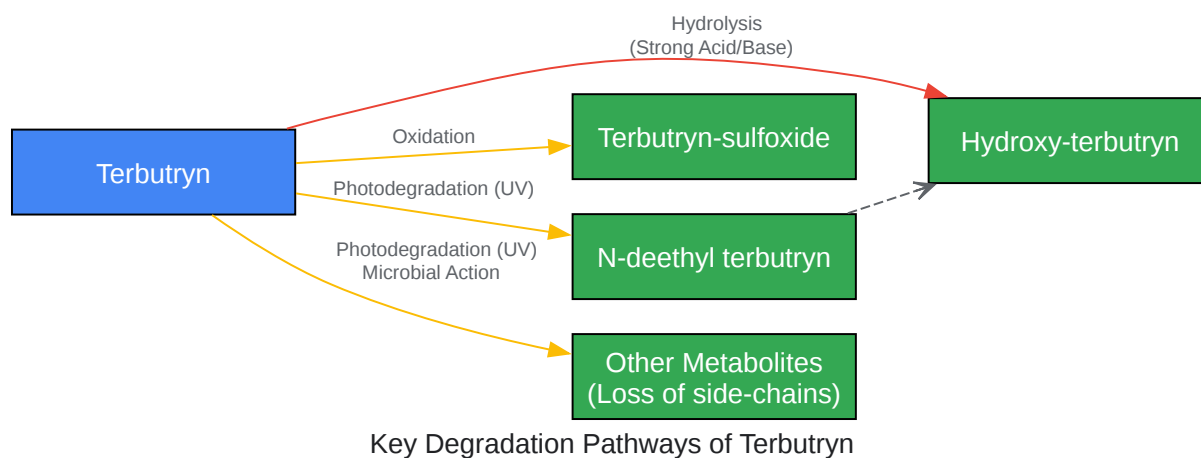 Hydrolysis
(Strong Acid/Base)
Terbutryn
Oxidation
Terbutryn-sulfoxide
Hydroxy-terbutryn
Photodegradation (UV)
N-deethyl terbutryn
Photodegradation (UV)
Microbial Action
Other Metabolites
(Loss of side-chains)
Key Degradation Pathways of Terbutryn